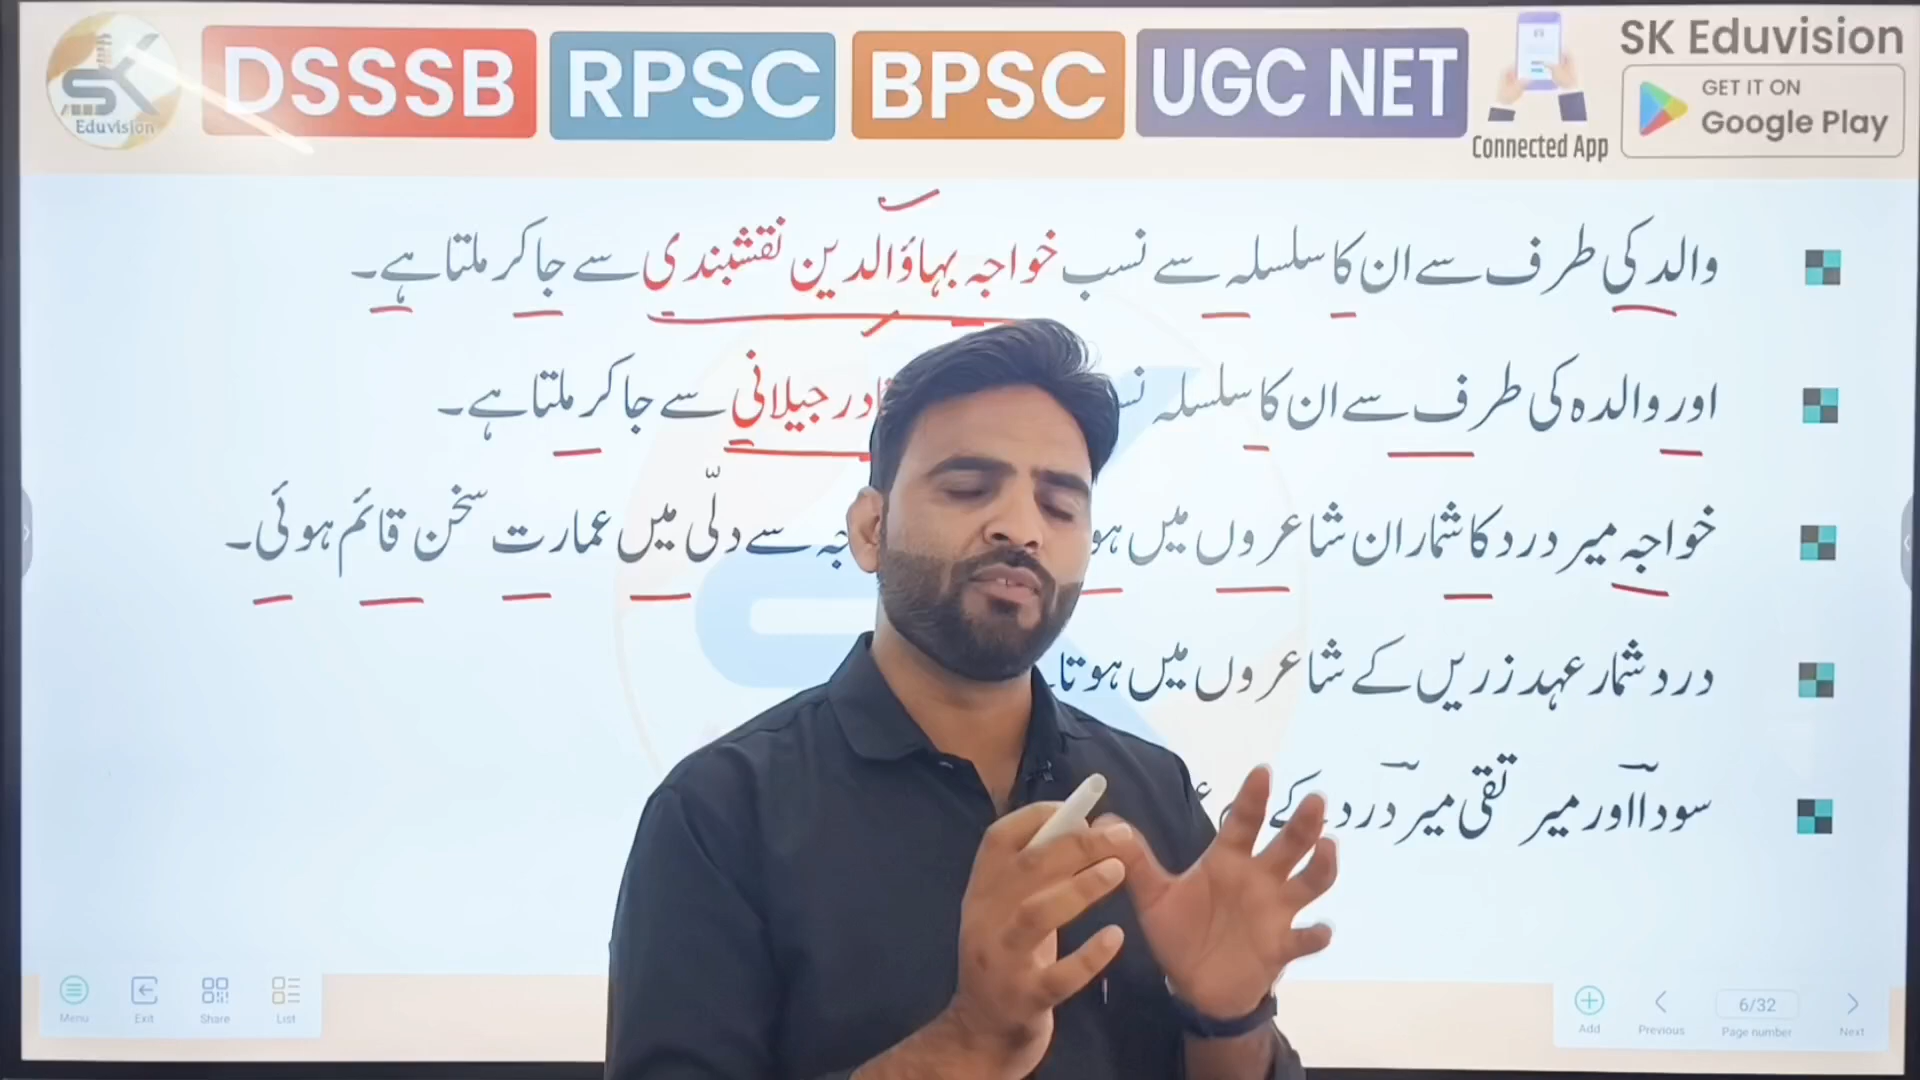 SK
Eduvision
DSSSB
RPSC
BPSC
UGC NET
Connected App
SK Eduvision
GET IT ON
Google Play
والد کی طرف سے ان کا سلسلہ سے نسب خواجہ بہاؤالدین نقشبندی سے جا کر ملتا ہے۔
اور والدہ کی طرف سے ان کا سلسلہ جیلانی سے جا کر ملتا ہے۔
خواجہ میر درد کا شمار ان شاعروں میں سے دلّی میں عمارت سخن قائم ہوئی۔
درد شمار عہد زریں کے شاعروں میں ہوتا
سودا اور میر تقی میر درد کے
Menu
Exit
Share
List
Add
Previous
6/32
Page number
Next